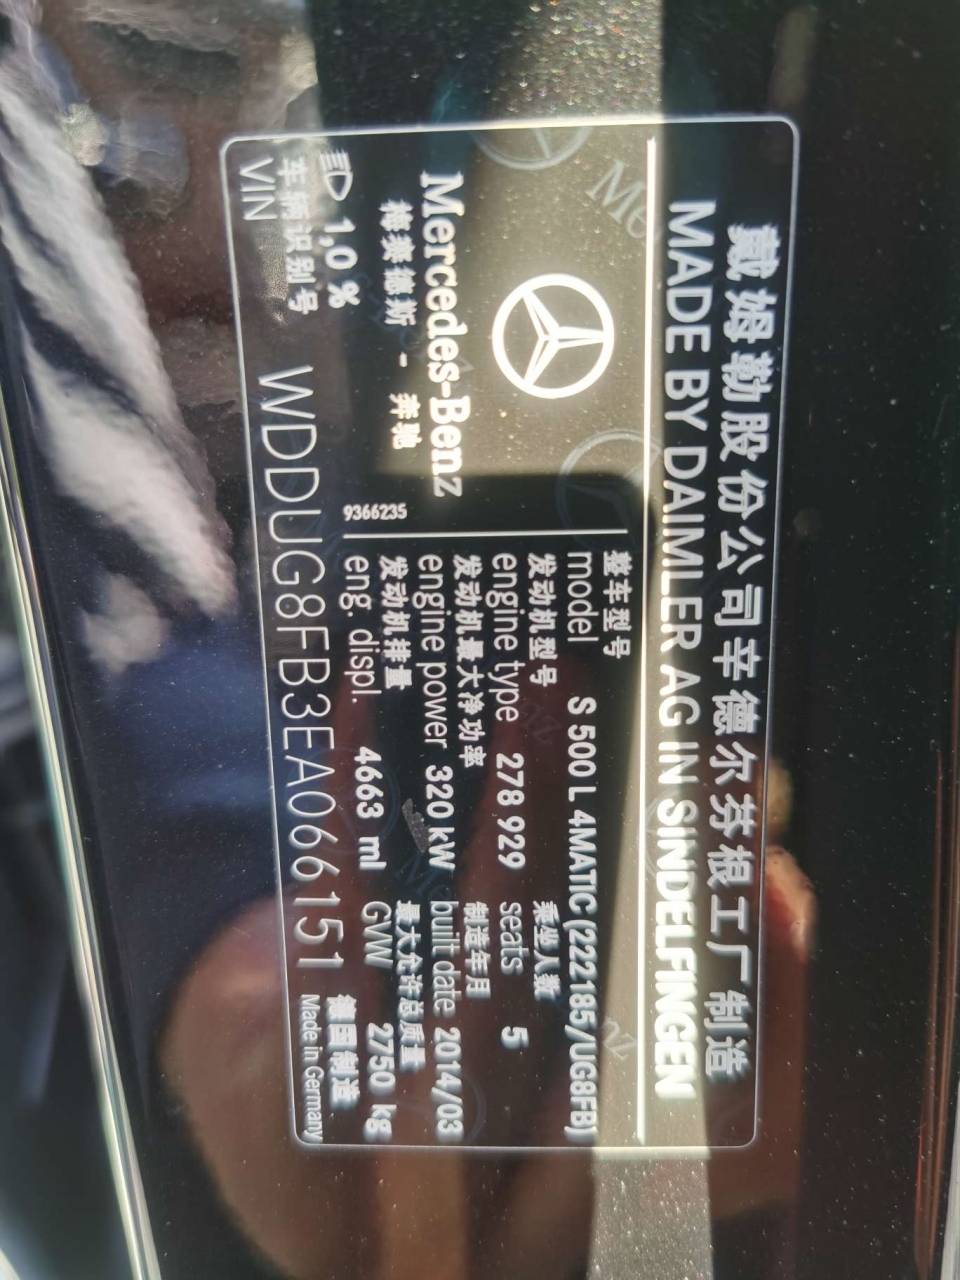 戴姆勒股份公司辛德尔芬根工厂制造
MADE BY DAIMLER AG IN SINDELFINGEN
Mercedes-Benz
梅赛德斯 - 奔驰
1,0 %
9366235
整车型号
model S 500 L 4MATIC (222185/UG8FB)
发动机型号 乘坐人数
engine type 278 929 seats 5
发动机最大净功率 制造年月
engine power 320 kW built date 2014/03
发动机排量 最大允许总质量
eng. displ. 4663 ml GVW 2750 kg
车辆识别号 德国制造
VIN WDDUG8FB3EA066151 Made in Germany